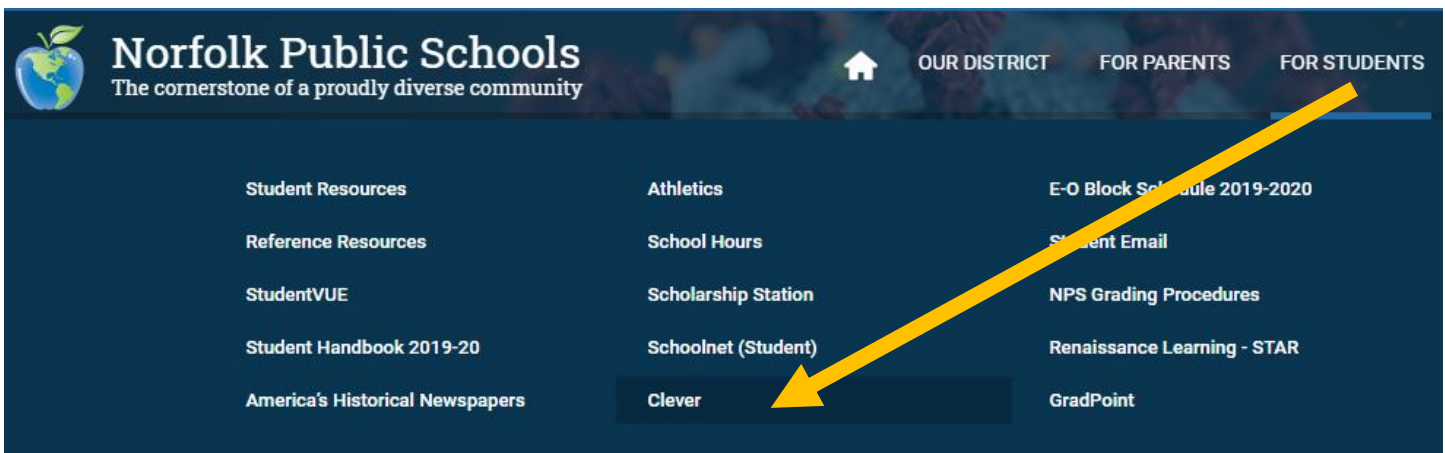 Norfolk Public Schools
The cornerstone of a proudly diverse community
OUR DISTRICT FOR PARENTS FOR STUDENTS
Student Resources Athletics E-O Block Schedule 2019-2020
Reference Resources School Hours Student Email
StudentVUE Scholarship Station NPS Grading Procedures
Student Handbook 2019-20 Schoolnet (Student) Renaissance Learning - STAR
America's Historical Newspapers Clever GradPoint